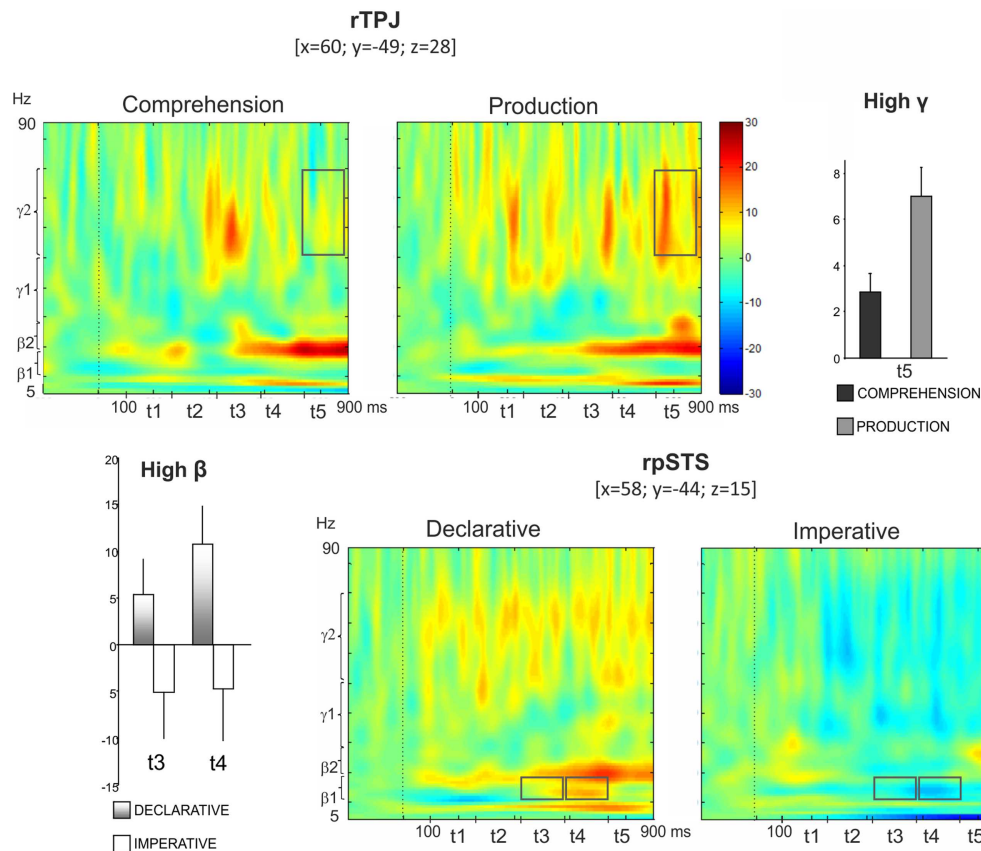 rTPJ
[x=60; y=-49; z=28]
Comprehension
Production
High γ
Hz
90
γ2
γ1
β2
β1
5
100 t1 t2 t3 t4 t5 900 ms
100 t1 t2 t3 t4 t5 900 ms
30
20
10
0
-10
-20
-30
8
6
4
2
0
t5
COMPREHENSION
PRODUCTION
High β
20
15
10
5
0
5
-10
-15
t3 t4
DECLARATIVE
IMPERATIVE
rpSTS
[x=58; y=-44; z=15]
Declarative
Imperative
Hz
90
γ2
γ1
β2
β1
5
100 t1 t2 t3 t4 t5 900 ms
100 t1 t2 t3 t4 t5